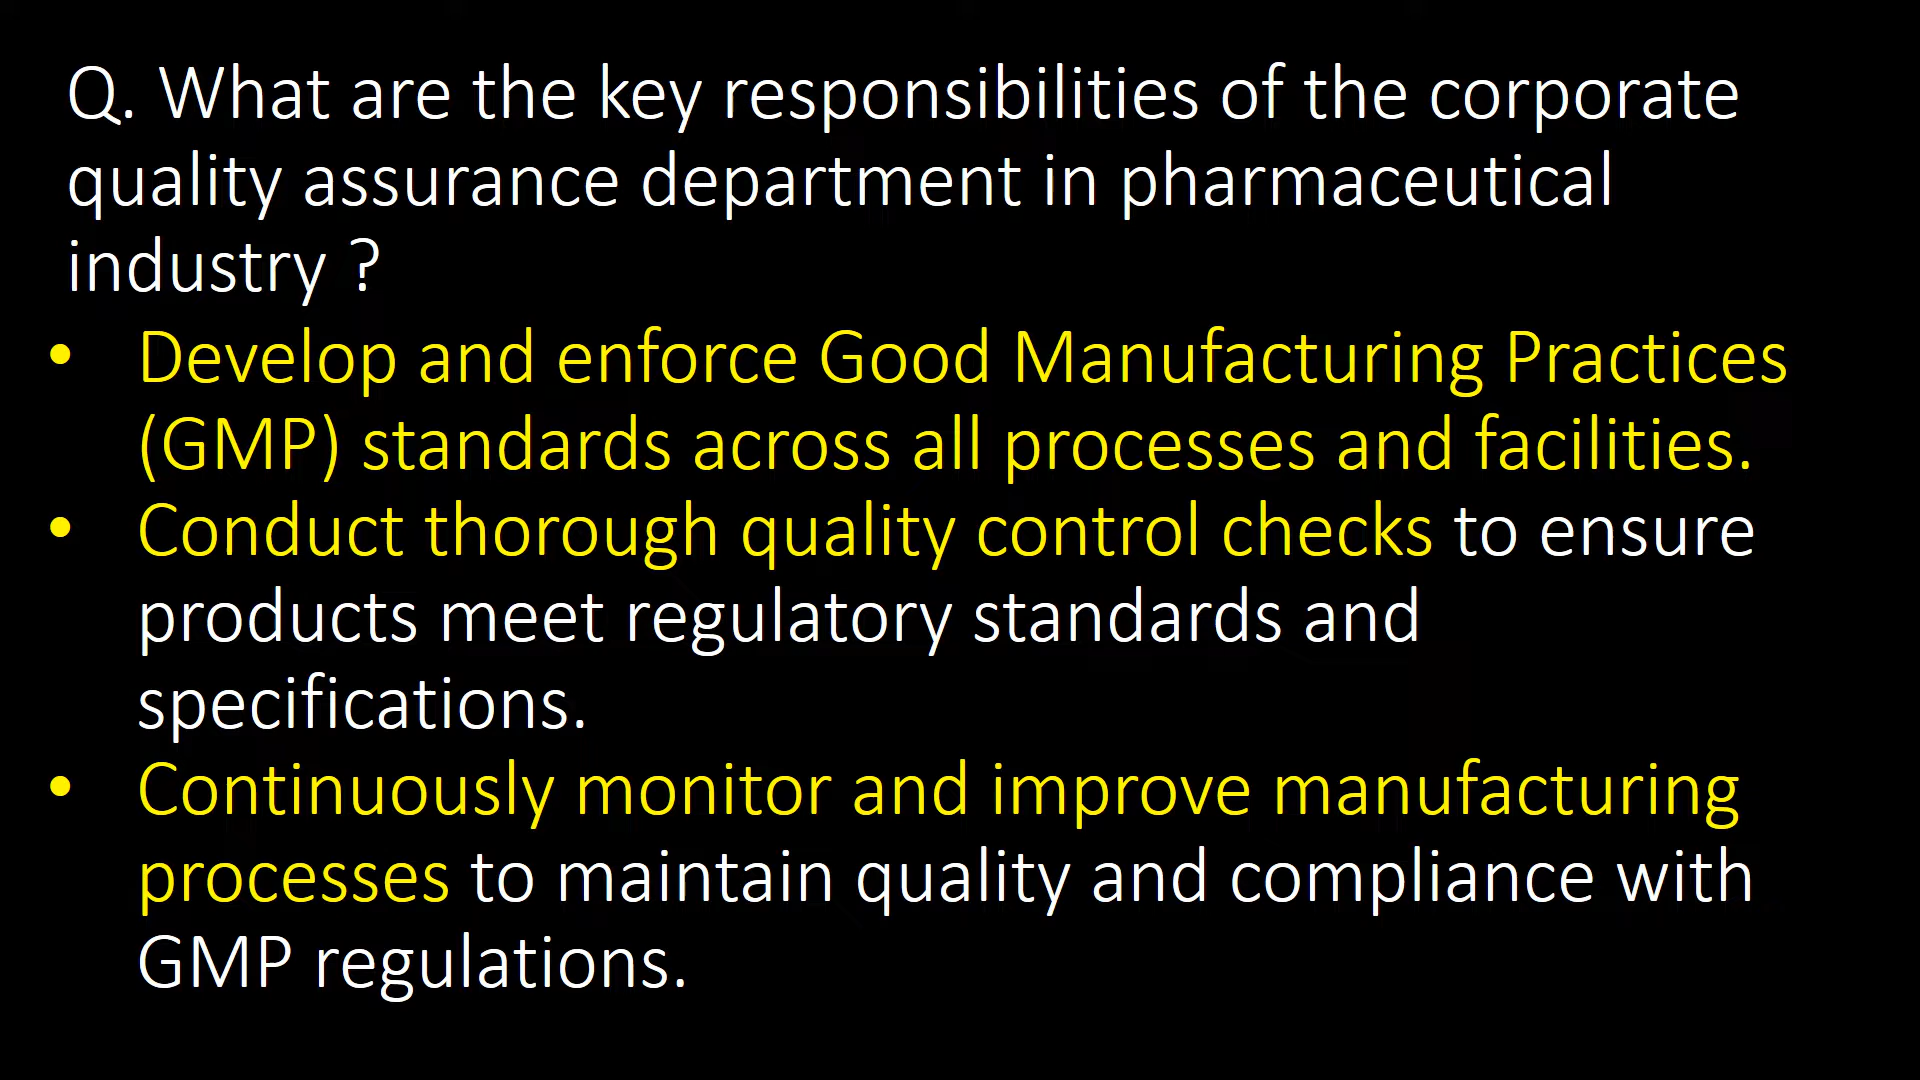 Q. What are the key responsibilities of the corporate
quality assurance department in pharmaceutical
industry ?
• Develop and enforce Good Manufacturing Practices
(GMP) standards across all processes and facilities.
• Conduct thorough quality control checks to ensure
products meet regulatory standards and
specifications.
• Continuously monitor and improve manufacturing
processes to maintain quality and compliance with
GMP regulations.